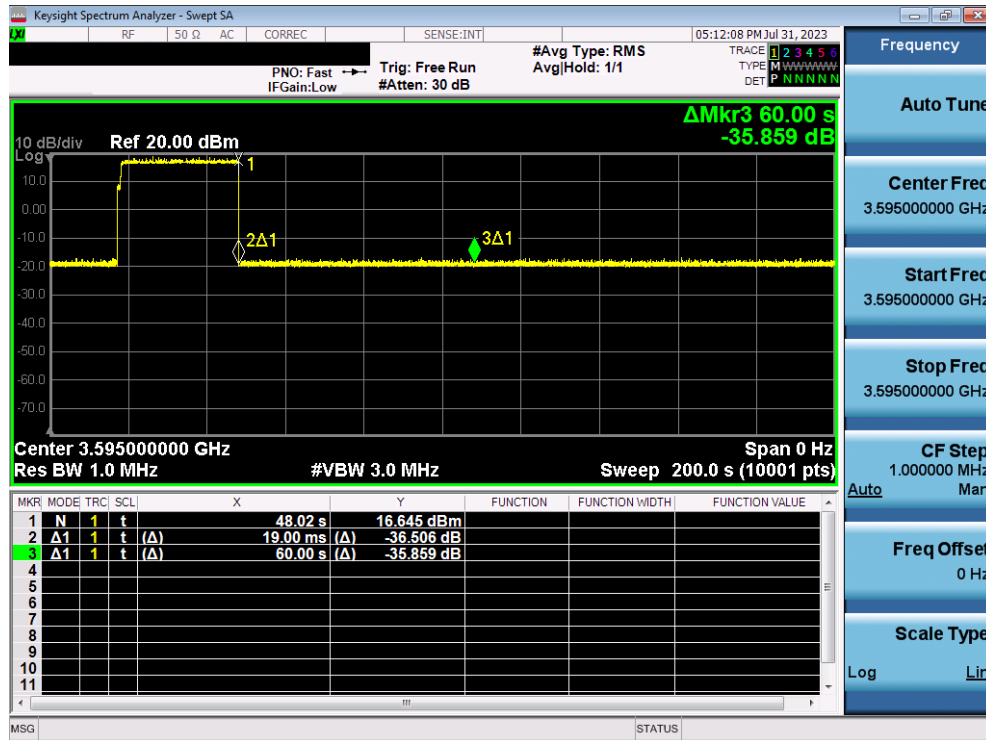 Keysight Spectrum Analyzer - Swept SA
LXI RF 50 Ω AC CORREC SENSE:INT 05:12:08 PM Jul 31, 2023
#Avg Type: RMS TRACE 1 2 3 4 5 6
PNO: Fast Trig: Free Run Avg|Hold: 1/1 TYPE M WWWWW
IFGain:Low #Atten: 30 dB DET P N N N N N
ΔMkr3 60.00 s
-35.859 dB
10 dB/div Ref 20.00 dBm
Log
10.0
0.00
-10.0
-20.0
-30.0
-40.0
-50.0
-60.0
-70.0
1
2Δ1
3Δ1
Center 3.595000000 GHz Span 0 Hz
Res BW 1.0 MHz #VBW 3.0 MHz Sweep 200.0 s (10001 pts)
MKR MODE TRC SCL X Y FUNCTION FUNCTION WIDTH FUNCTION VALUE
1 N 1 t 48.02 s 16.645 dBm
2 Δ1 1 t (Δ) 19.00 ms (Δ) -36.506 dB
3 Δ1 1 t (Δ) 60.00 s (Δ) -35.859 dB
4
5
6
7
8
9
10
11
MSG STATUS
Frequency
Auto Tune
Center Freq
3.595000000 GHz
Start Freq
3.595000000 GHz
Stop Freq
3.595000000 GHz
CF Step
1.000000 MHz
Auto Man
Freq Offset
0 Hz
Scale Type
Log Lin